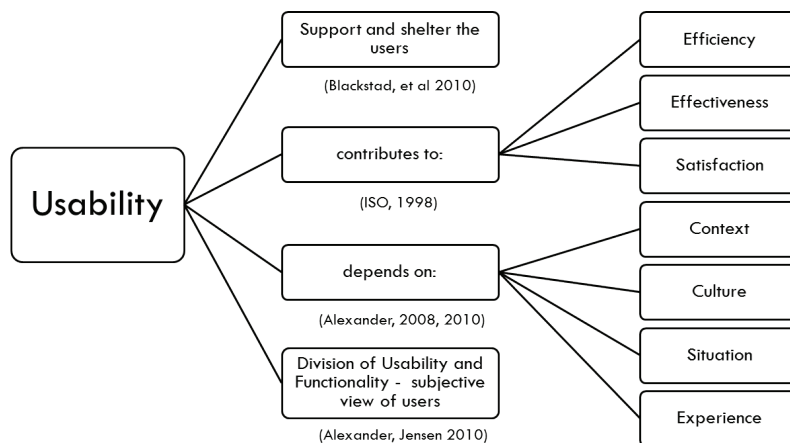 Usability
Support and shelter the
users
(Blackstad, et al 2010)
contributes to:
(ISO, 1998)
depends on:
(Alexander, 2008, 2010)
Division of Usability and
Functionality - subjective
view of users
(Alexander, Jensen 2010)
Efficiency
Effectiveness
Satisfaction
Context
Culture
Situation
Experience